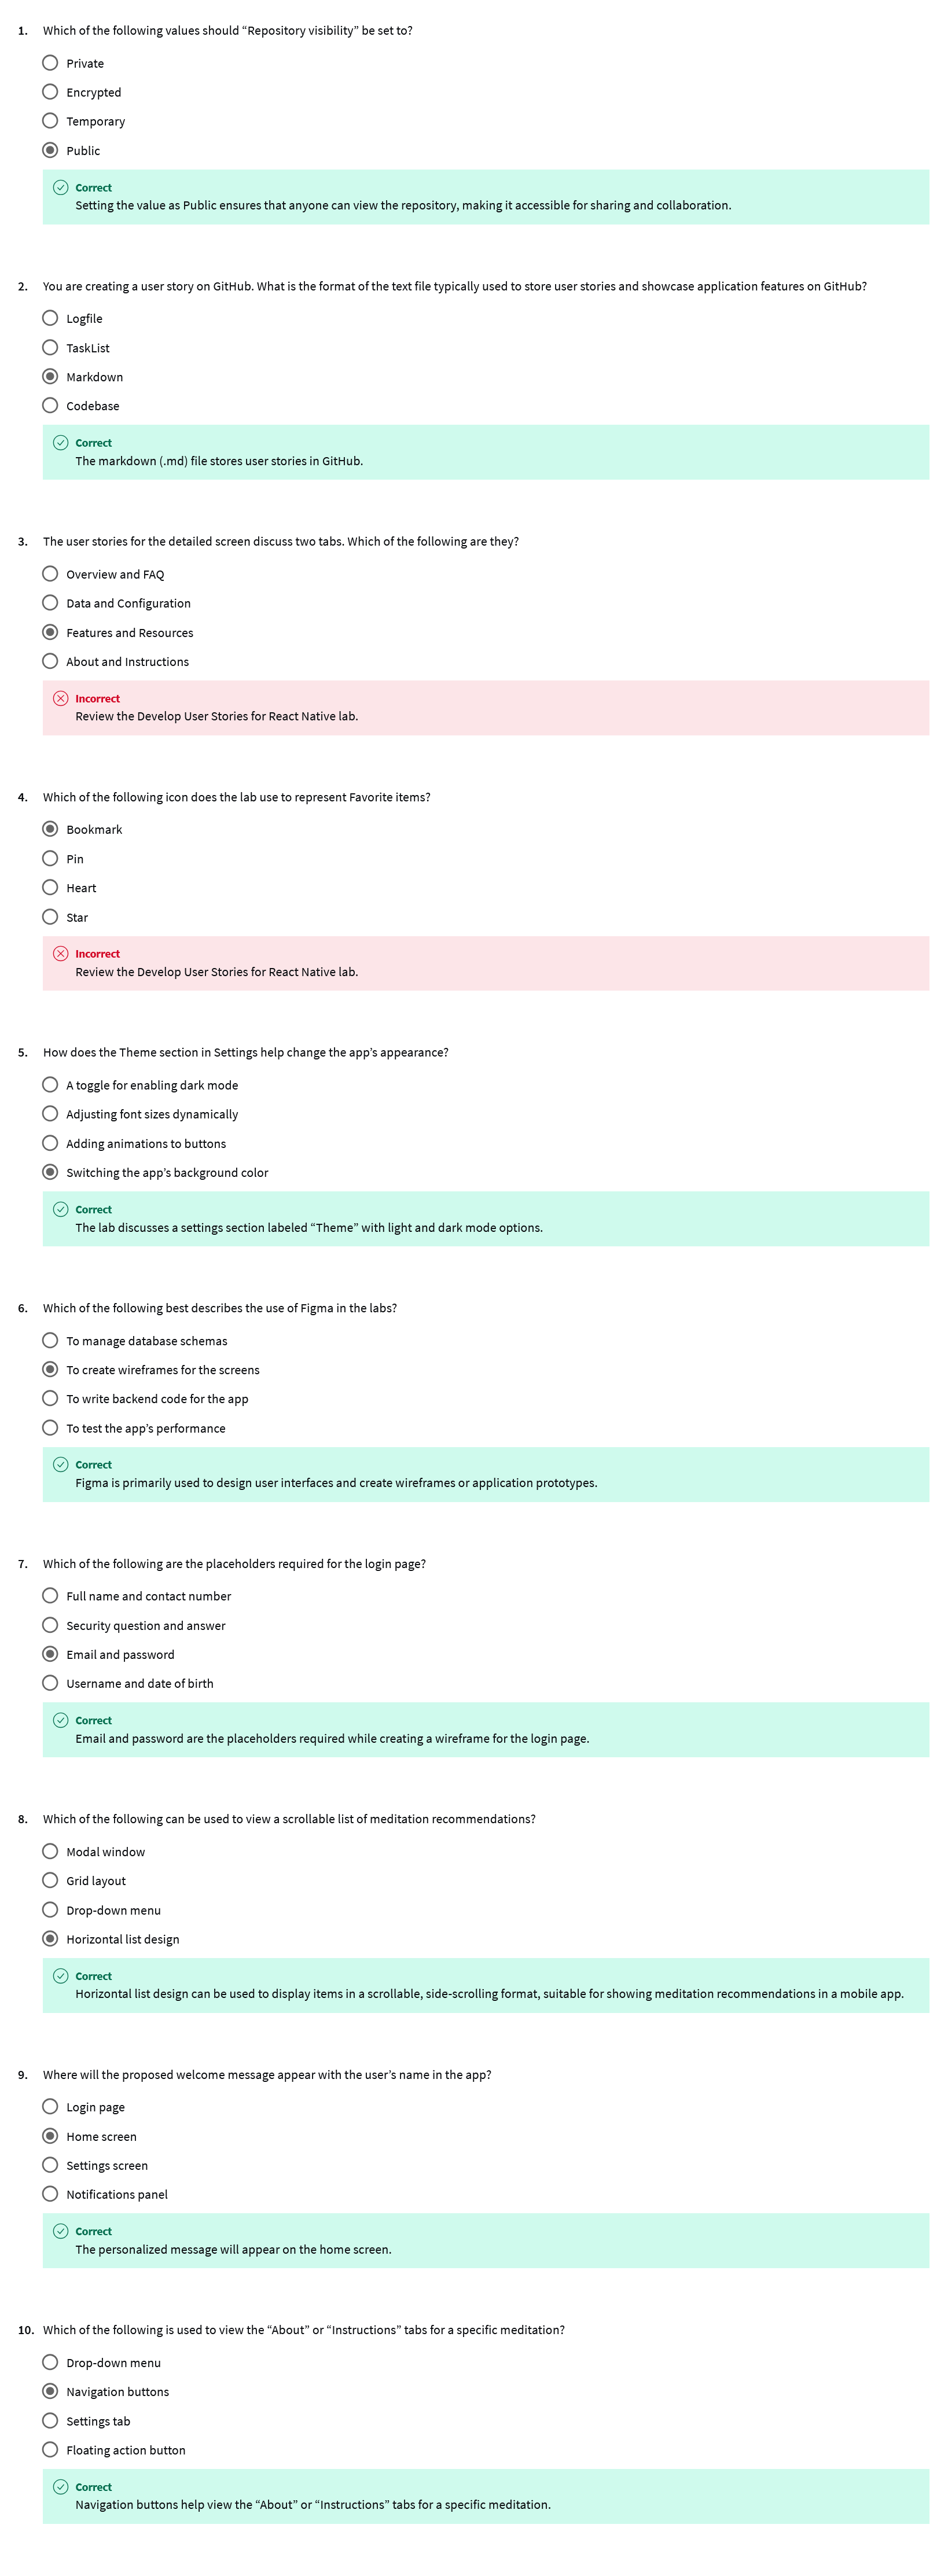 1. Which of the following values should “Repository visibility” be set to?
Private
Encrypted
Temporary
Public
Correct
Setting the value as Public ensures that anyone can view the repository, making it accessible for sharing and collaboration.
2. You are creating a user story on GitHub. What is the format of the text file typically used to store user stories and showcase application features on GitHub?
Logfile
TaskList
Markdown
Codebase
Correct
The markdown (.md) file stores user stories in GitHub.
3. The user stories for the detailed screen discuss two tabs. Which of the following are they?
Overview and FAQ
Data and Configuration
Features and Resources
About and Instructions
Incorrect
Review the Develop User Stories for React Native lab.
4. Which of the following icon does the lab use to represent Favorite items?
Bookmark
Pin
Heart
Star
Incorrect
Review the Develop User Stories for React Native lab.
5. How does the Theme section in Settings help change the app’s appearance?
A toggle for enabling dark mode
Adjusting font sizes dynamically
Adding animations to buttons
Switching the app’s background color
Correct
The lab discusses a settings section labeled “Theme” with light and dark mode options.
6. Which of the following best describes the use of Figma in the labs?
To manage database schemas
To create wireframes for the screens
To write backend code for the app
To test the app’s performance
Correct
Figma is primarily used to design user interfaces and create wireframes or application prototypes.
7. Which of the following are the placeholders required for the login page?
Full name and contact number
Security question and answer
Email and password
Username and date of birth
Correct
Email and password are the placeholders required while creating a wireframe for the login page.
8. Which of the following can be used to view a scrollable list of meditation recommendations?
Modal window
Grid layout
Drop-down menu
Horizontal list design
Correct
Horizontal list design can be used to display items in a scrollable, side-scrolling format, suitable for showing meditation recommendations in a mobile app.
9. Where will the proposed welcome message appear with the user’s name in the app?
Login page
Home screen
Settings screen
Notifications panel
Correct
The personalized message will appear on the home screen.
10. Which of the following is used to view the “About” or “Instructions” tabs for a specific meditation?
Drop-down menu
Navigation buttons
Settings tab
Floating action button
Correct
Navigation buttons help view the “About” or “Instructions” tabs for a specific meditation.